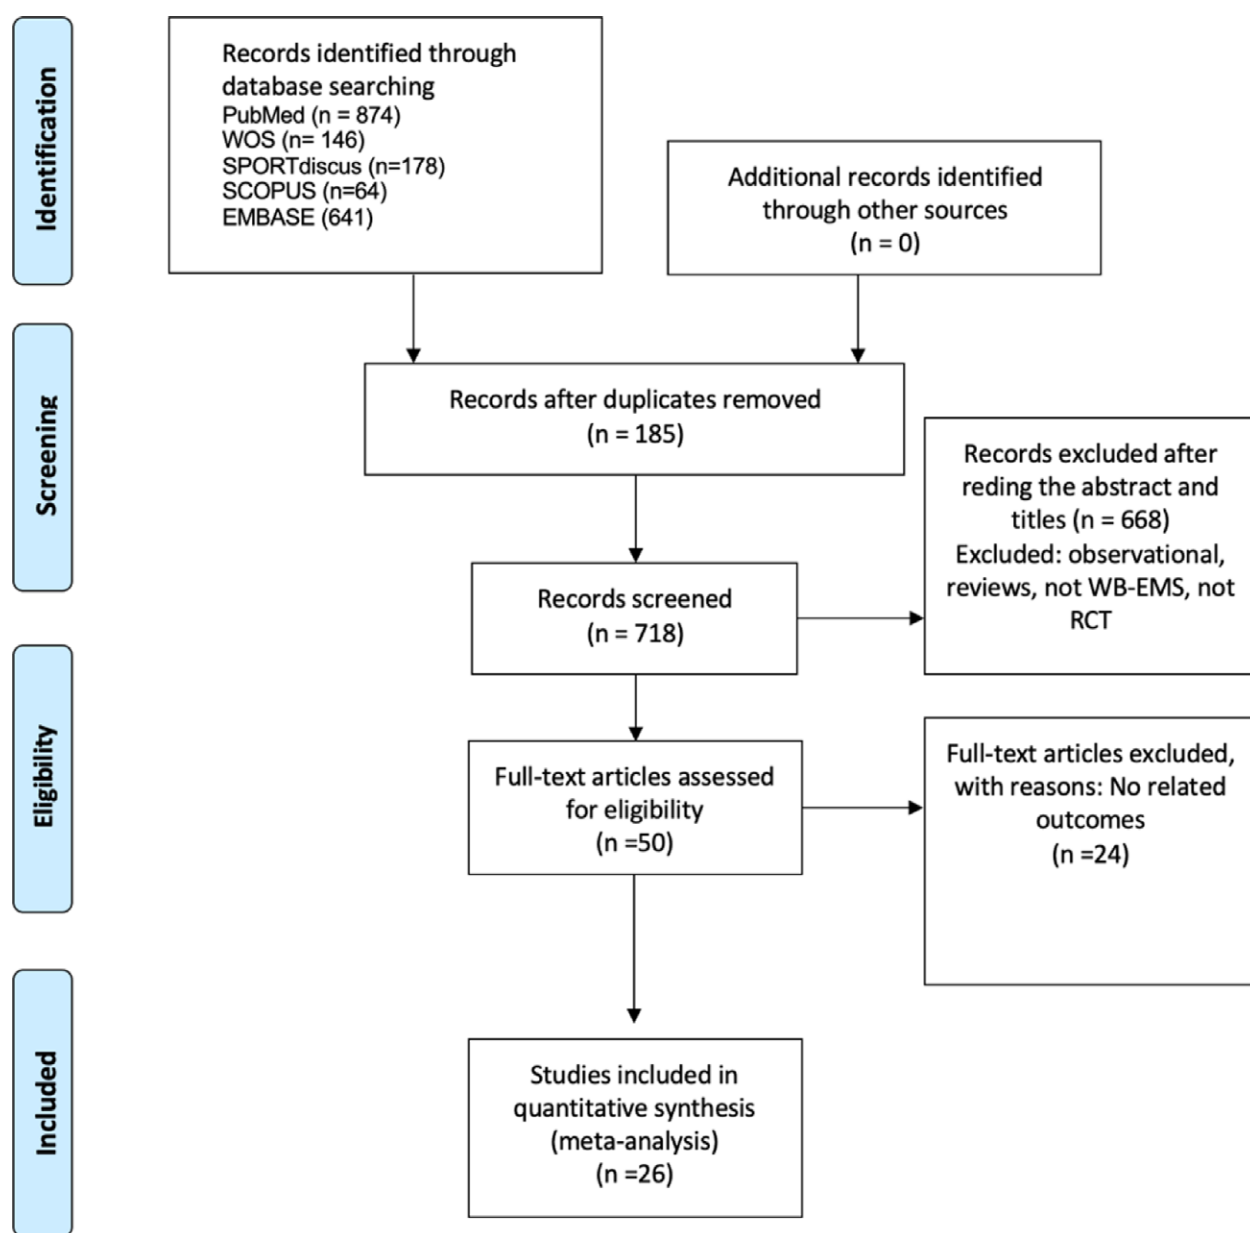 Identification
Records identified through
database searching
PubMed (n = 874)
WOS (n= 146)
SPORTdiscus (n=178)
SCOPUS (n=64)
EMBASE (641)
Additional records identified
through other sources
(n = 0)
Screening
Records after duplicates removed
(n = 185)
Records excluded after
reding the abstract and
titles (n = 668)
Excluded: observational,
reviews, not WB-EMS, not
RCT
Records screened
(n = 718)
Eligibility
Full-text articles assessed
for eligibility
(n =50)
Full-text articles excluded,
with reasons: No related
outcomes
(n =24)
Included
Studies included in
quantitative synthesis
(meta-analysis)
(n =26)